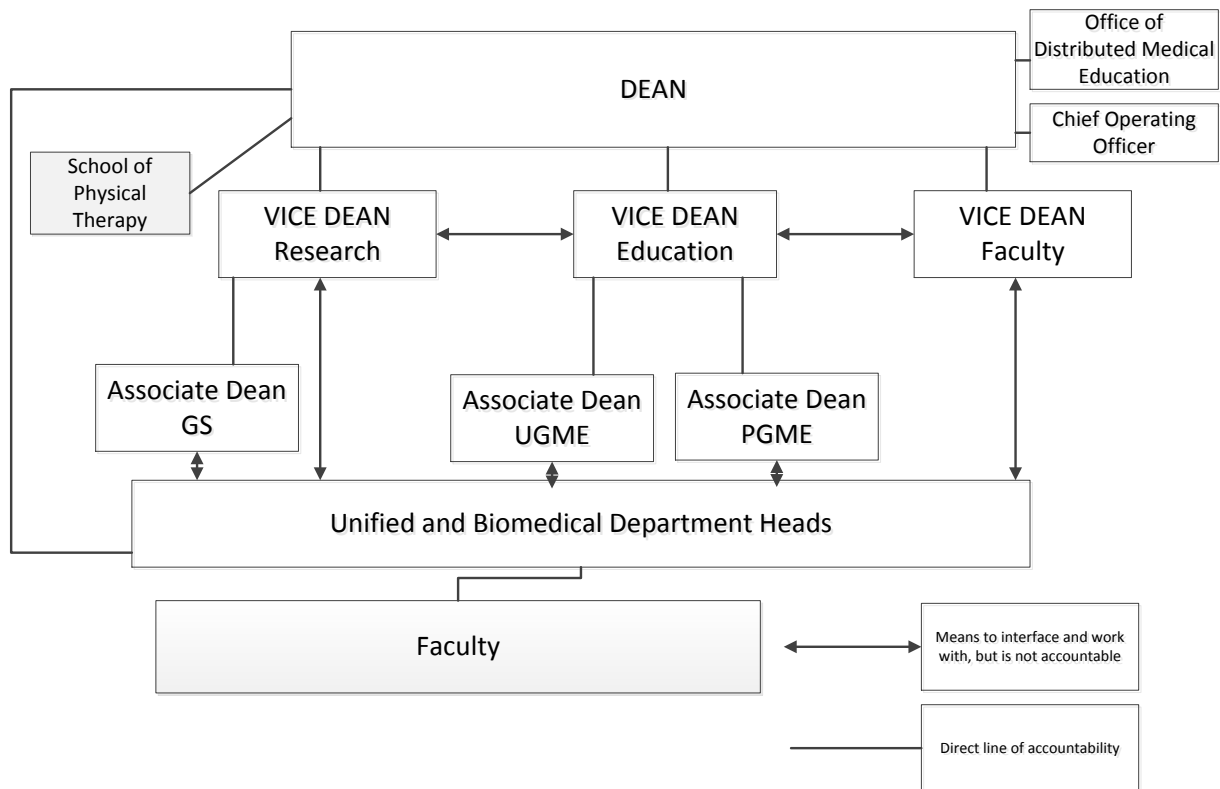 Office of
Distributed Medical
Education
DEAN
Chief Operating
Officer
School of
Physical
Therapy
VICE DEAN
Research
VICE DEAN
Education
VICE DEAN
Faculty
Associate Dean
GS
Associate Dean
UGME
Associate Dean
PGME
Unified and Biomedical Department Heads
Faculty
Means to interface and work
with, but is not accountable
Direct line of accountability